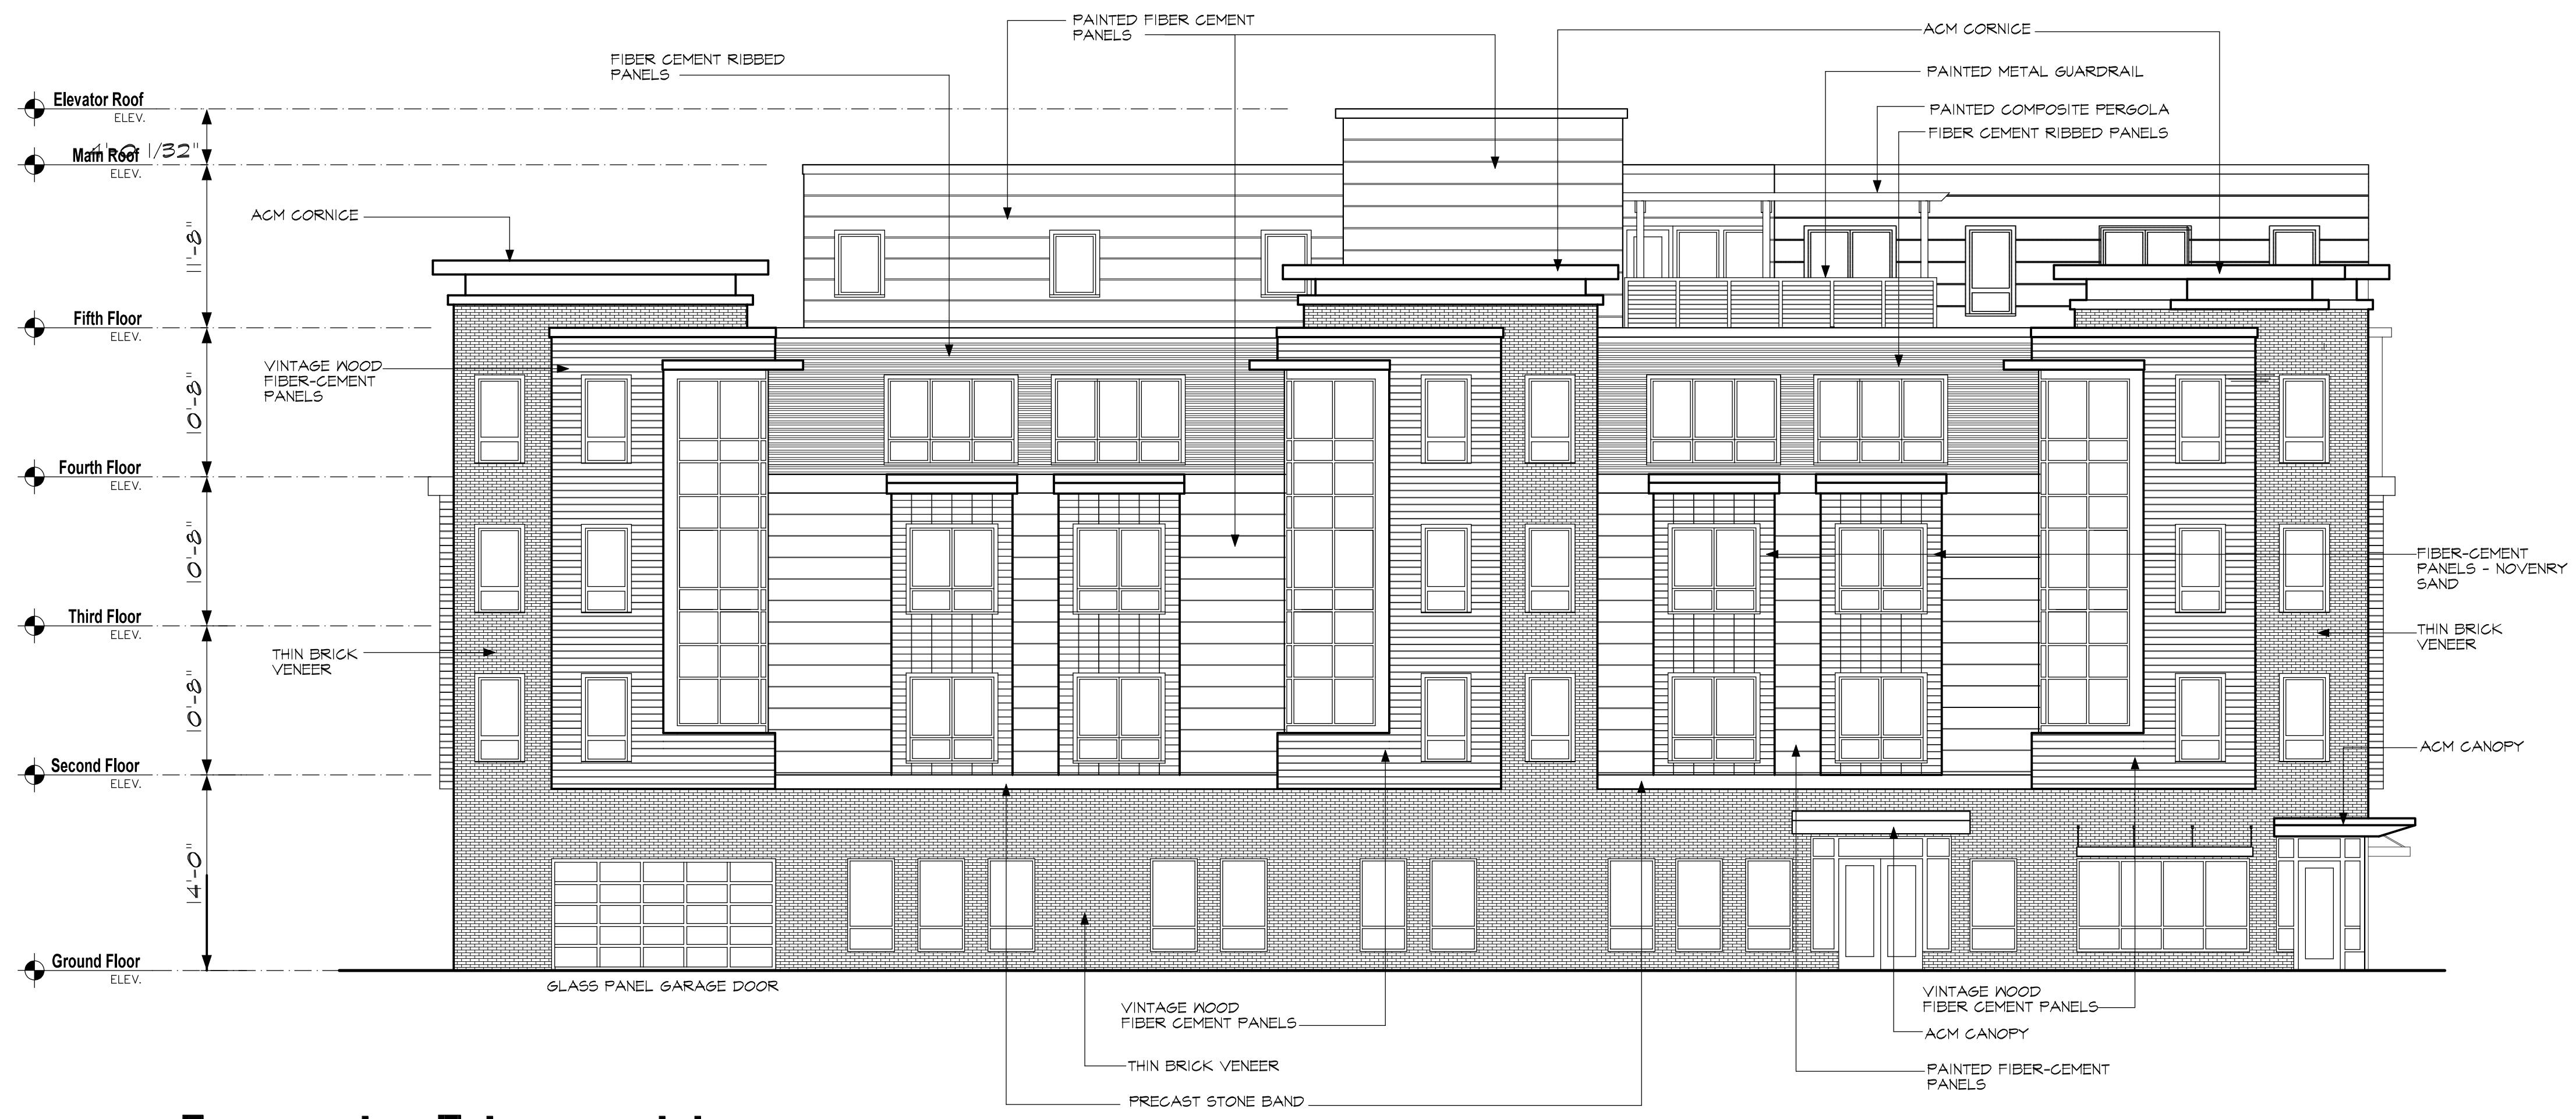 PAINTED FIBER CEMENT
PANELS
ACM CORNICE
FIBER CEMENT RIBBED
PANELS
PAINTED METAL GUARDRAIL
Elevator Roof
ELEV.
PAINTED COMPOSITE PERGOLA
FIBER CEMENT RIBBED PANELS
4'-0 1/32"
Main Roof
ELEV.
ACM CORNICE
11'-8"
Fifth Floor
ELEV.
VINTAGE WOOD
FIBER-CEMENT
PANELS
10'-8"
Fourth Floor
ELEV.
10'-8"
FIBER-CEMENT
PANELS - NOVENRY
SAND
Third Floor
ELEV.
THIN BRICK
VENEER
THIN BRICK
VENEER
10'-8"
ACM CANOPY
Second Floor
ELEV.
14'-0"
Ground Floor
ELEV.
GLASS PANEL GARAGE DOOR
VINTAGE WOOD
FIBER CEMENT PANELS
VINTAGE WOOD
FIBER CEMENT PANELS
ACM CANOPY
THIN BRICK VENEER
PAINTED FIBER-CEMENT
PANELS
PRECAST STONE BAND